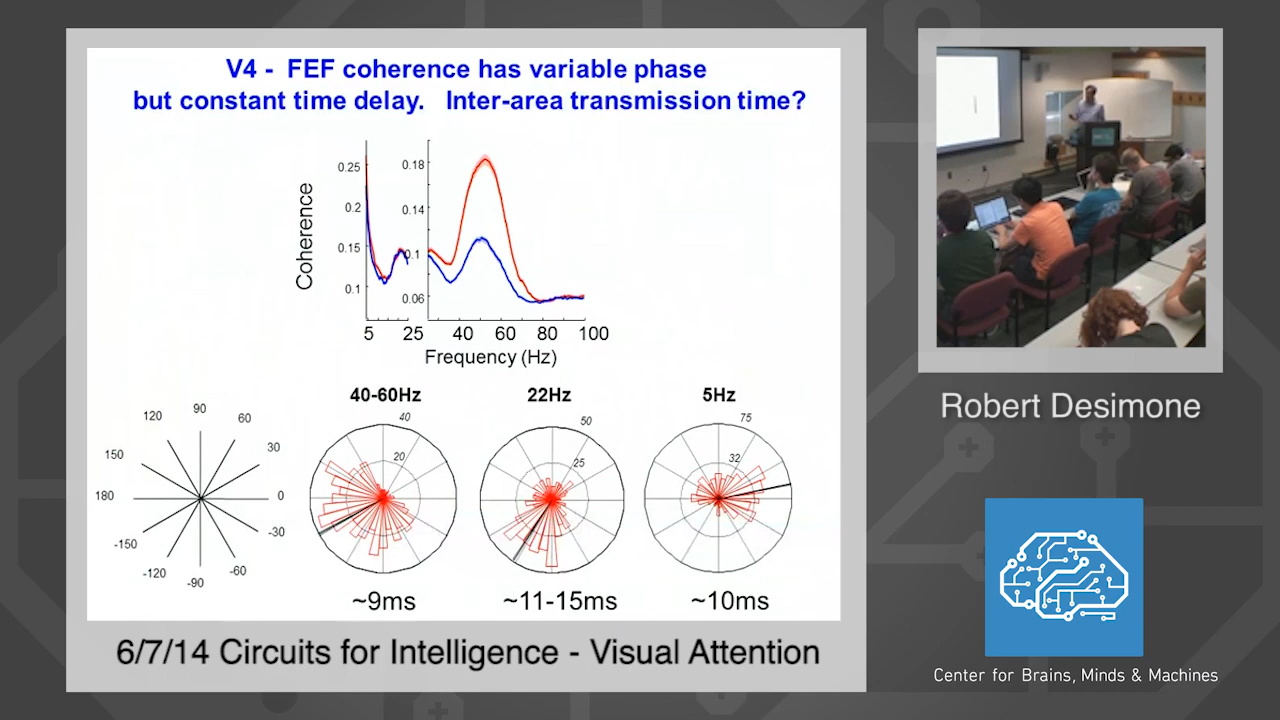 V4 - FEF coherence has variable phase
but constant time delay. Inter-area transmission time?
Coherence
0.25
0.2
0.15
0.1
0.18
0.14
0.1
0.06
5 25 40 60 80 100
Frequency (Hz)
120 90 60
150 30
180 0
-150 -30
-120 -90 -60
40-60Hz
40
20
~9ms
22Hz
50
25
~11-15ms
5Hz
75
32
~10ms
6/7/14 Circuits for Intelligence - Visual Attention
Robert Desimone
Center for Brains, Minds & Machines